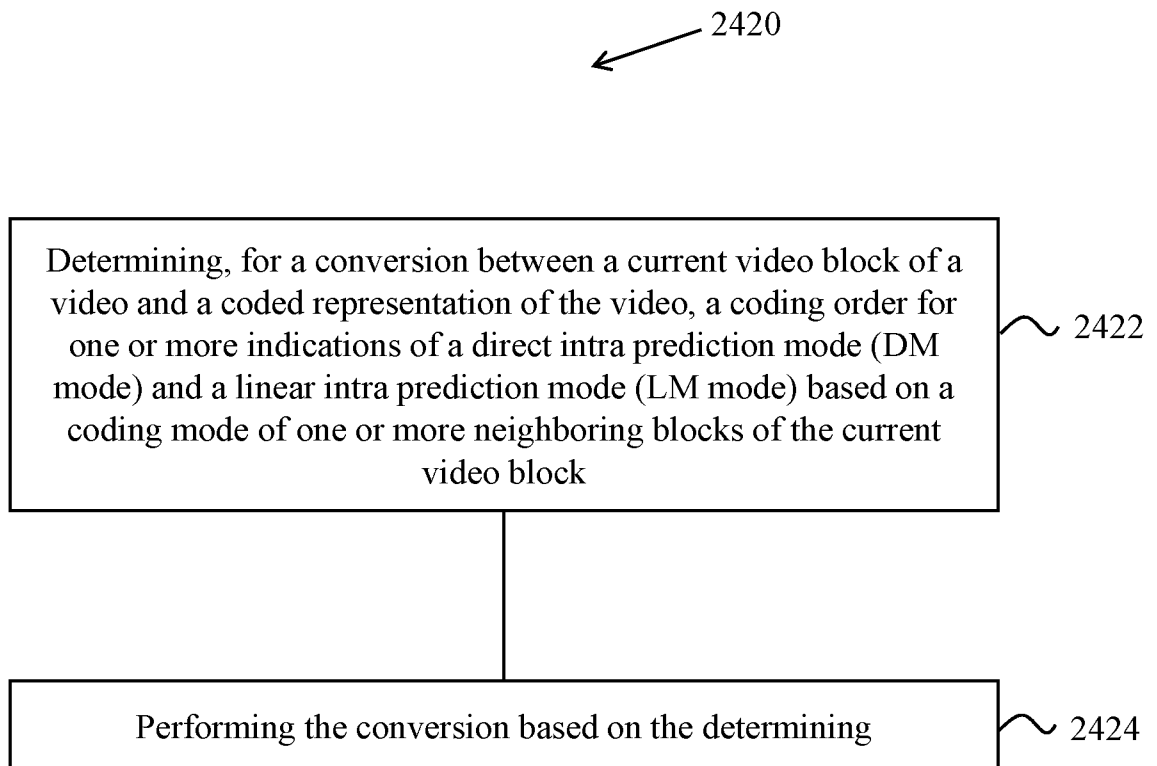 2420
Determining, for a conversion between a current video block of a
video and a coded representation of the video, a coding order for
one or more indications of a direct intra prediction mode (DM
mode) and a linear intra prediction mode (LM mode) based on a
coding mode of one or more neighboring blocks of the current
video block
2422
Performing the conversion based on the determining
2424